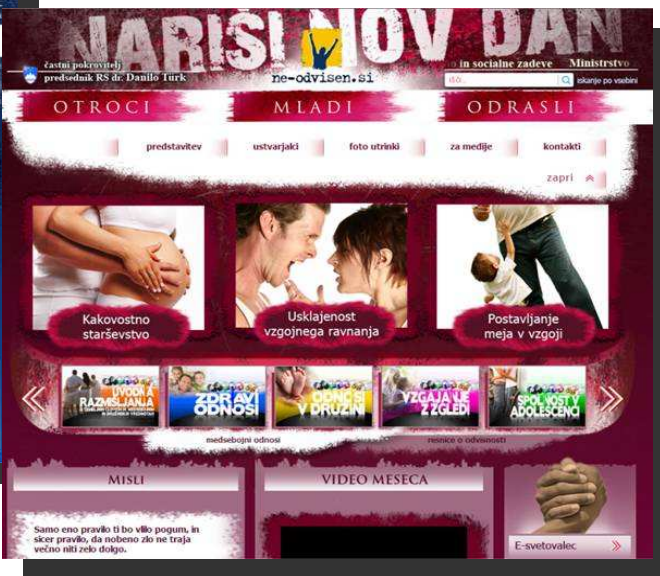 NARIŠI NOV DAN
častni pokrovitelj
predsednik RS dr. Danilo Türk
ne-odvisen.si
in socialne zadeve Ministrstvo
išči...
iskanje po vsebini
OTROCI
MLADI
ODRASLI
predstavitev
ustvarjalci
foto utrinki
za medije
kontakti
zapri
Kakovostno
starševstvo
Usklajenost
vzgojnega ravnanja
Postavljanje
meja v vzgoji
UVODNA
RAZMIŠLJANJA
ZDRAVI
ODNOSI
ODNOSI
V DRUŽINI
VZGAJANJE
Z ZGLEDI
SPOLNOST V
ADOLESCENCI
medsebojni odnosi
resnice o odvisnosti
MISLI
VIDEO MESECA
Samo eno pravilo ti bo vlilo pogum, in
sicer pravilo, da nobeno zlo ne traja
večno niti zelo dolgo.
E-svetovalec